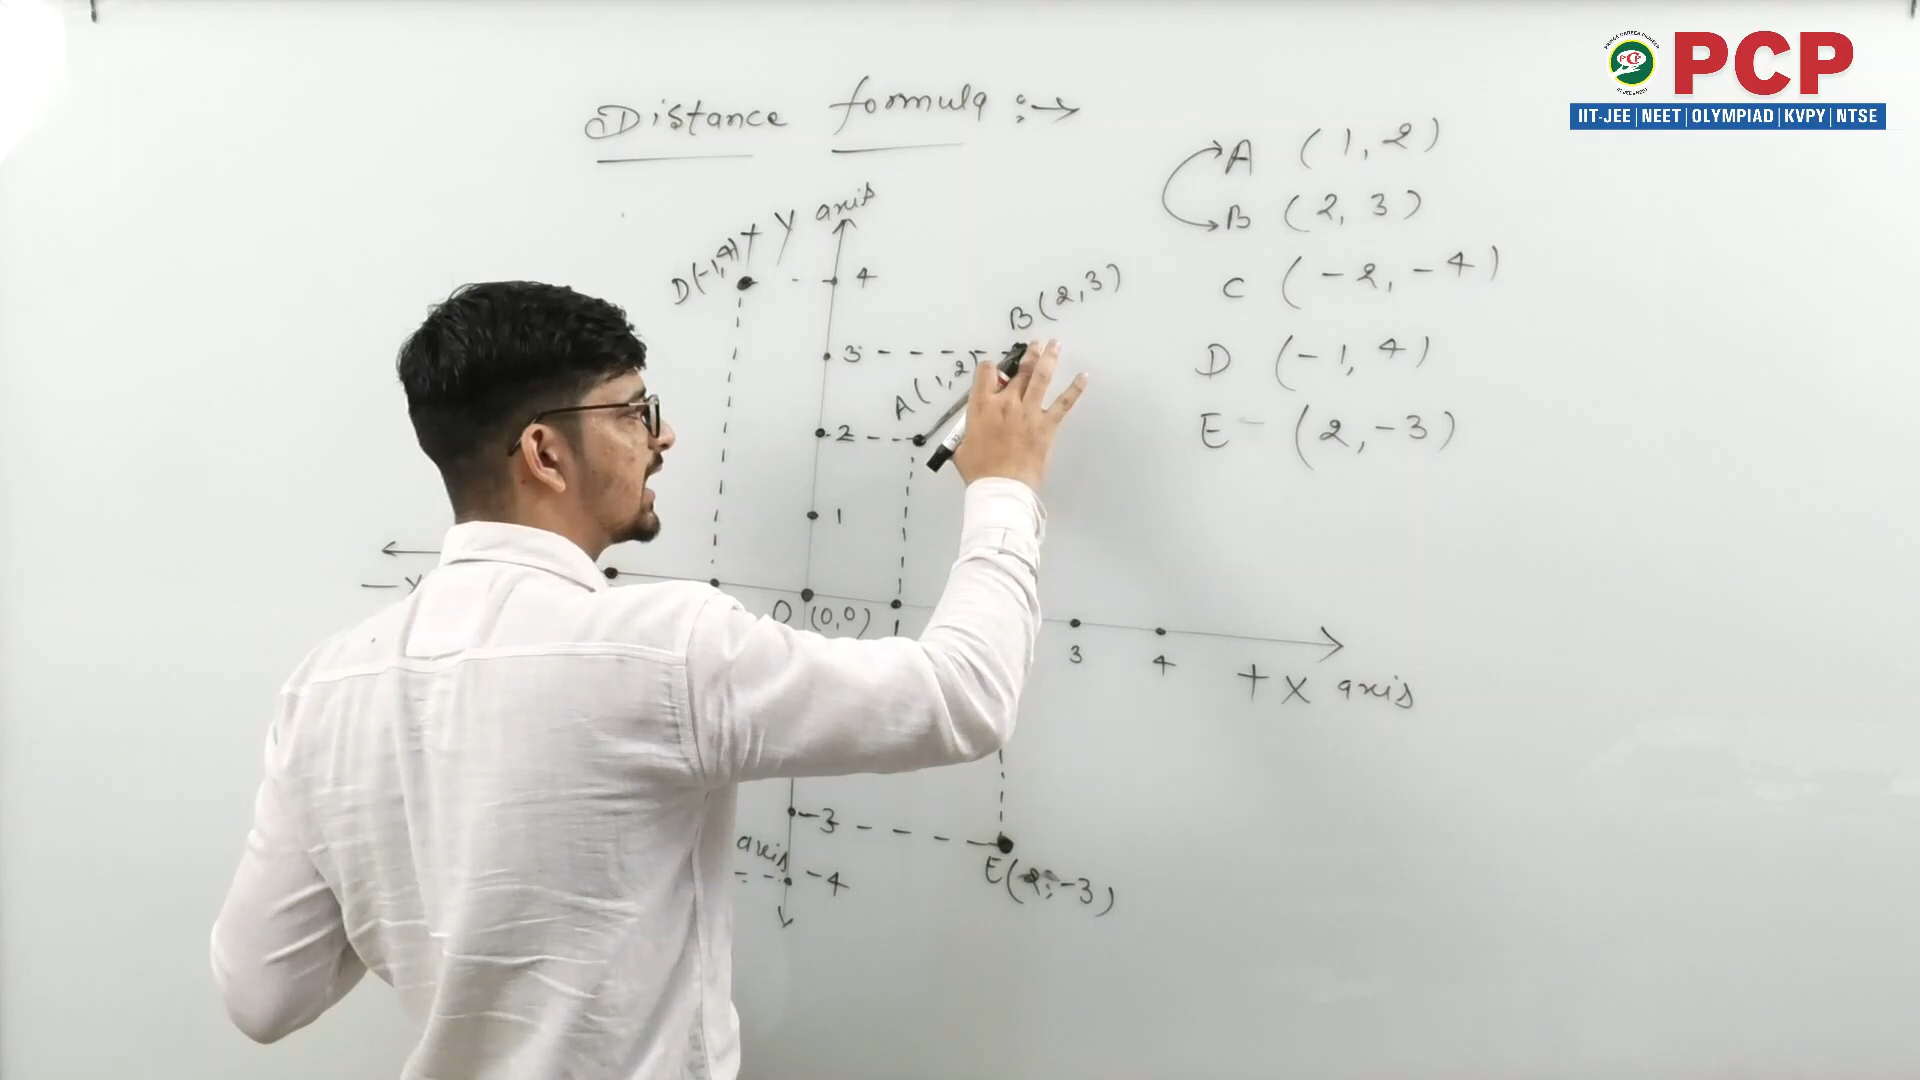 PCP
IIT-JEE | NEET | OLYMPIAD | KVPY | NTSE
Distance formula :→
A (1, 2)
B (2, 3)
C (-2, -4)
D (-1, 4)
E (2, -3)
+ Y axis
D(-1,4)
4
B(2,3)
3
A(1,2)
2
1
O (0,0)
1
3
4
+ X axis
-3
axis
-4
E(2,-3)